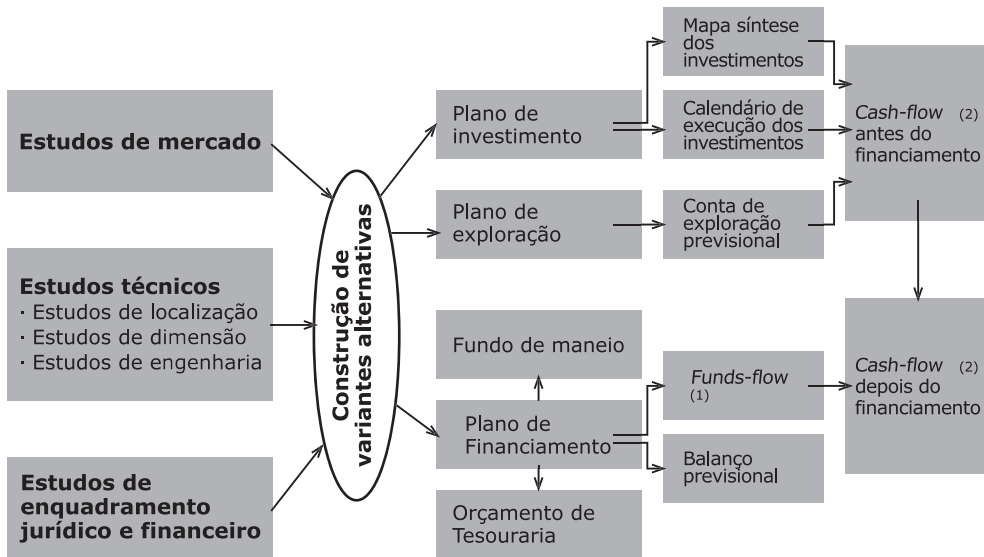 Estudos de mercado
Estudos técnicos
· Estudos de localização
· Estudos de dimensão
· Estudos de engenharia
Estudos de
enquadramento
jurídico e financeiro
Construção de
variantes alternativas
Plano de
investimento
Plano de
exploração
Fundo de maneio
Plano de
Financiamento
Orçamento de
Tesouraria
Mapa síntese
dos
investimentos
Calendário de
execução dos
investimentos
Conta de
exploração
previsional
Funds-flow
(1)
Balanço
previsional
Cash-flow (2)
antes do
financiamento
Cash-flow (2)
depois do
financiamento